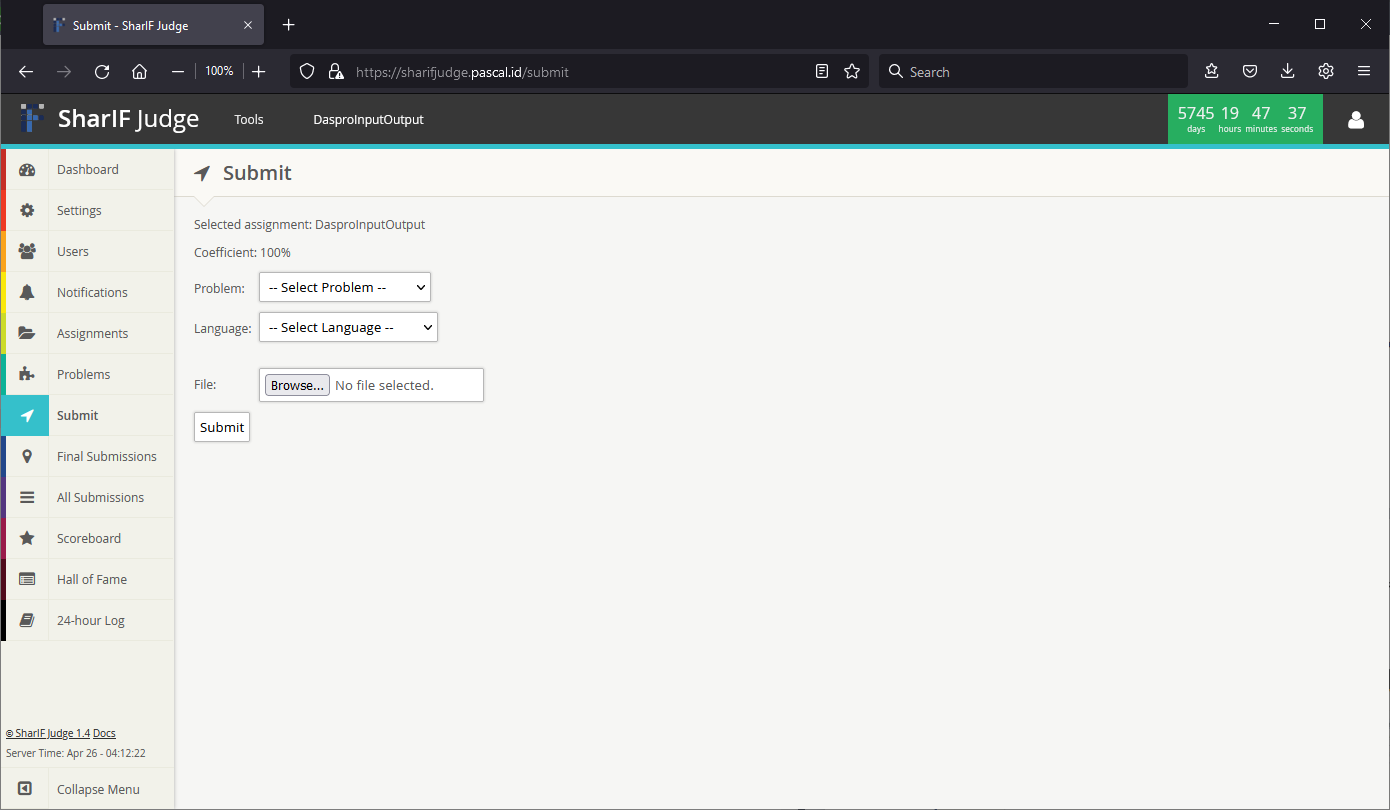 Submit - SharIF Judge
100%
https://sharifjudge.pascal.id/submit
Search
SharIF Judge
Tools
DasproInputOutput
5745 19 47 37
days hours minutes seconds
Dashboard
Settings
Users
Notifications
Assignments
Problems
Submit
Final Submissions
All Submissions
Scoreboard
Hall of Fame
24-hour Log
© SharIF Judge 1.4 Docs
Server Time: Apr 26 - 04:12:22
Collapse Menu
Submit
Selected assignment: DasproInputOutput
Coefficient: 100%
Problem: -- Select Problem --
Language: -- Select Language --
File: Browse... No file selected.
Submit